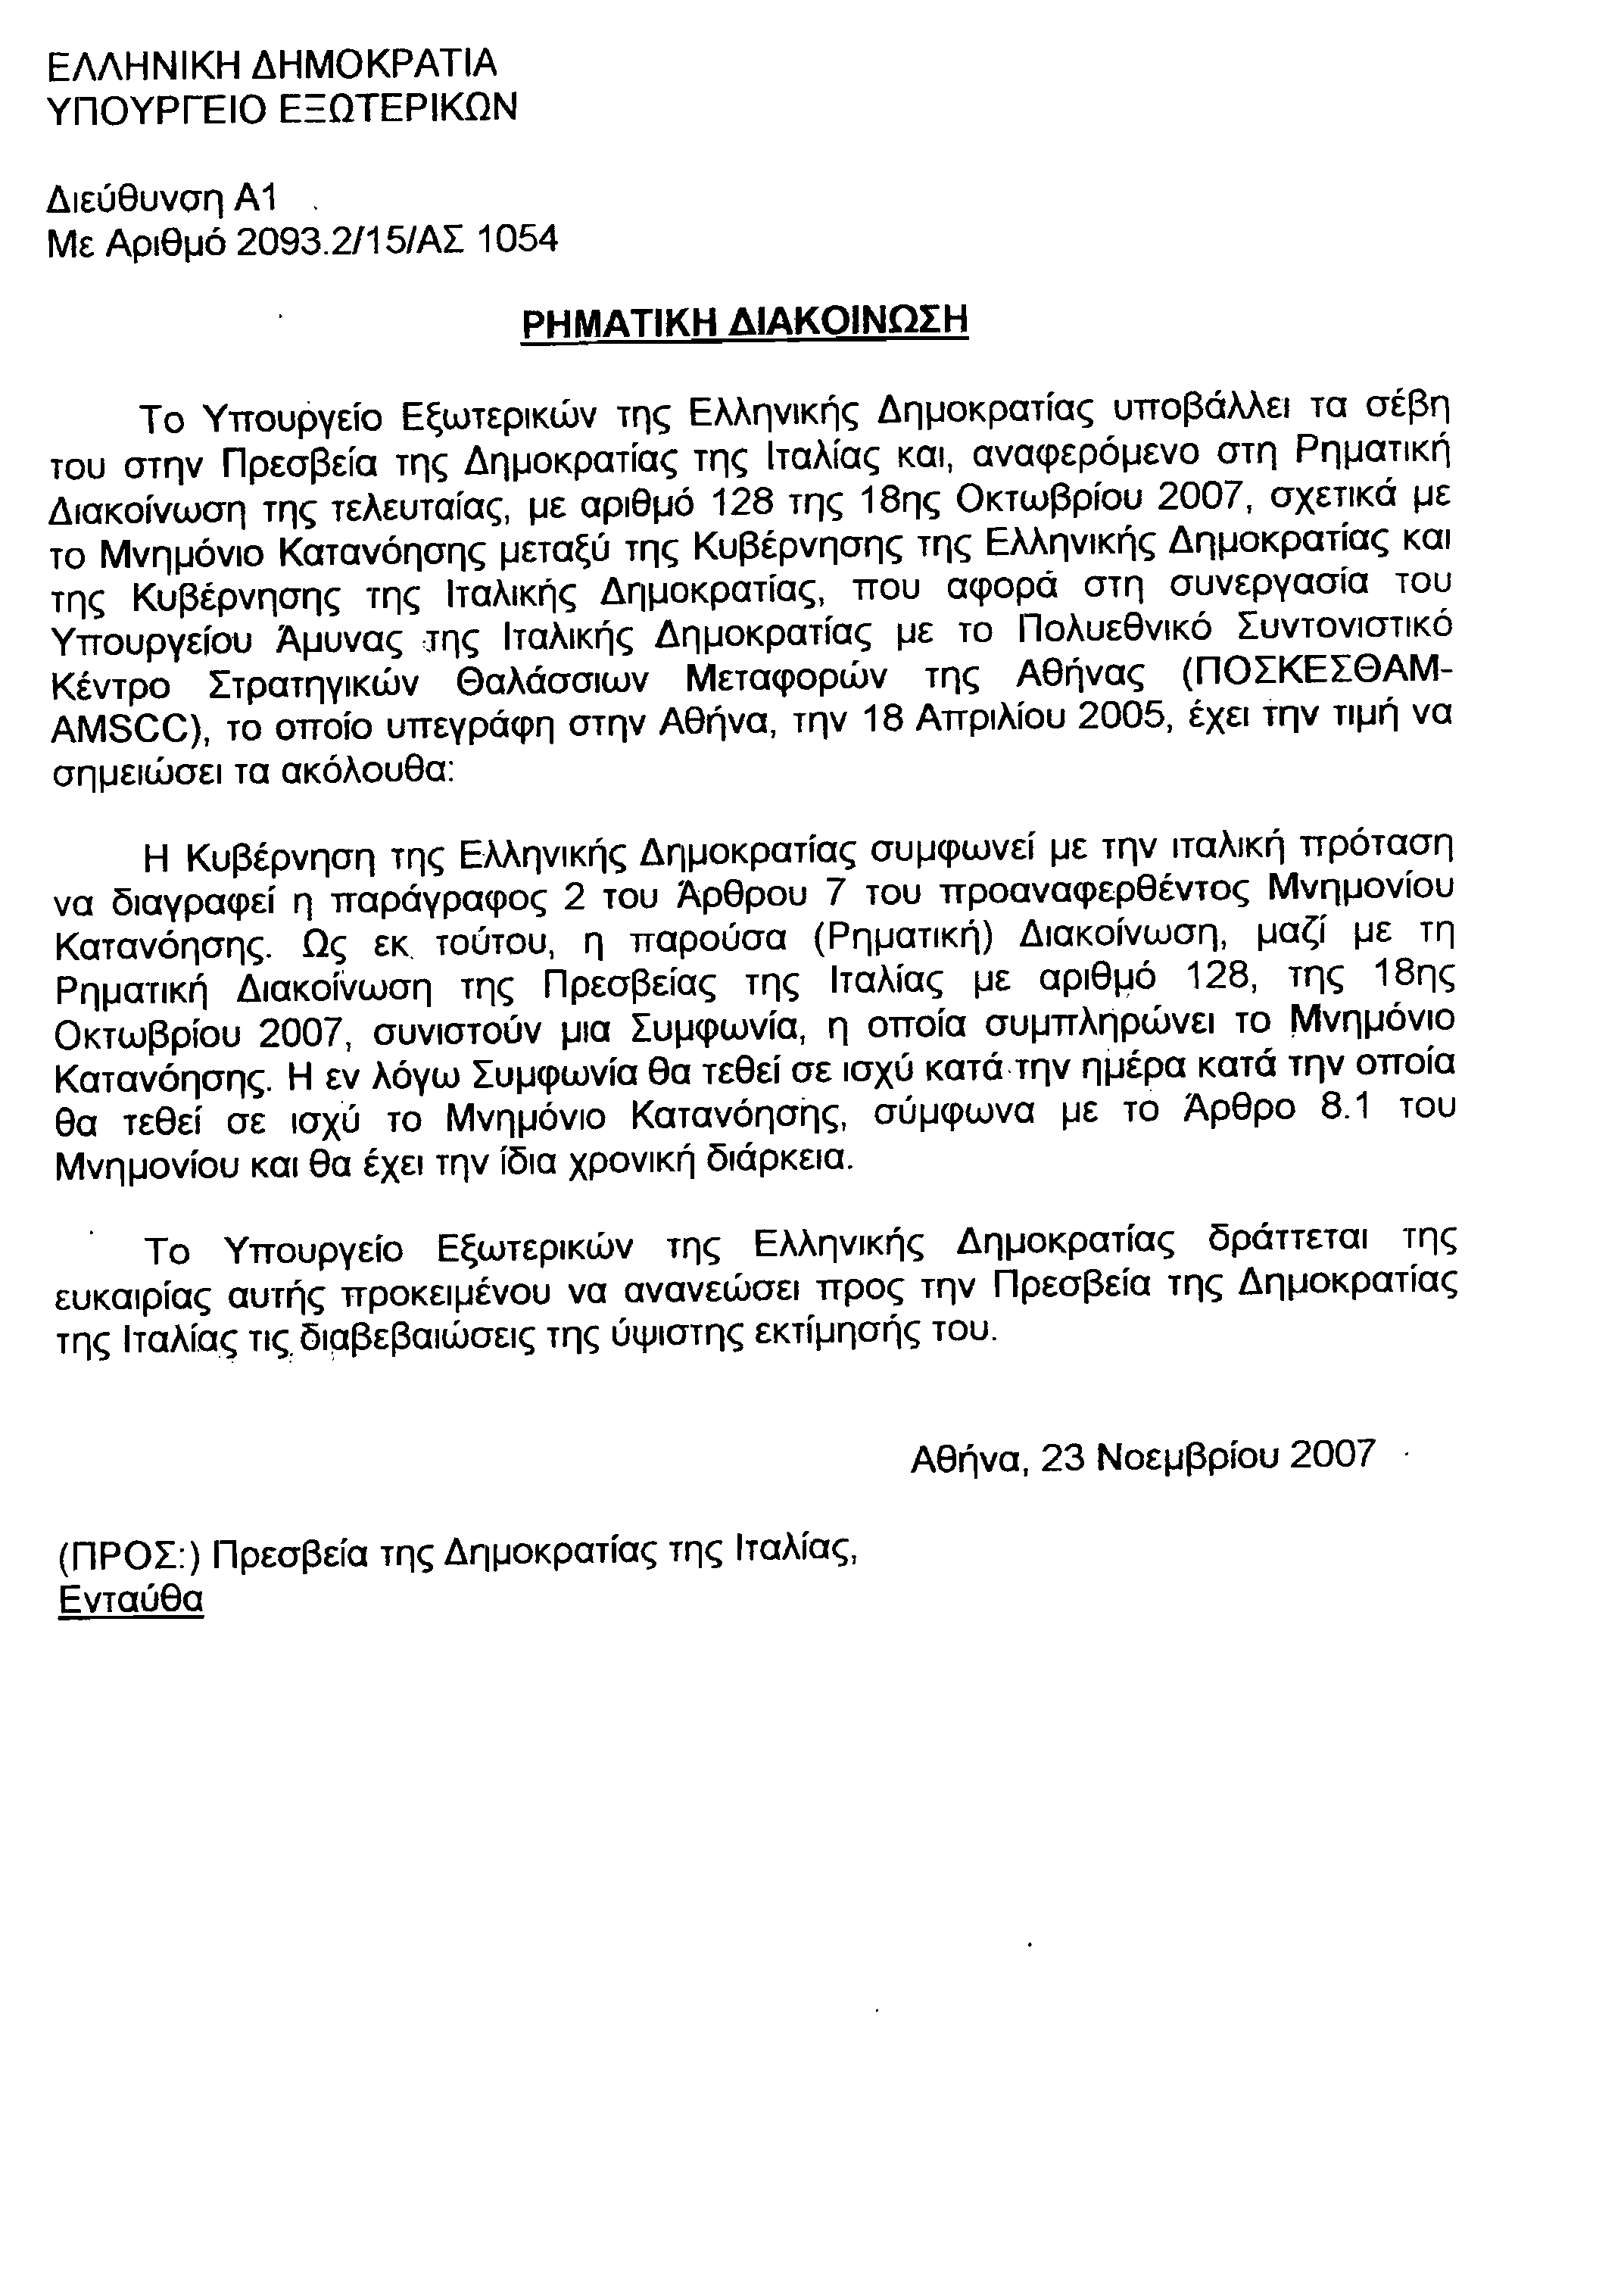 ΕΛΛΗΝΙΚΗ ΔΗΜΟΚΡΑΤΙΑ
ΥΠΟΥΡΓΕΙΟ ΕΞΩΤΕΡΙΚΩΝ
Διεύθυνση Α1
Με Αριθμό 2093.2/15/ΑΣ 1054
ΡΗΜΑΤΙΚΗ ΔΙΑΚΟΙΝΩΣΗ
Το Υπουργείο Εξωτερικών της Ελληνικής Δημοκρατίας υποβάλλει τα σέβη
του στην Πρεσβεία της Δημοκρατίας της Ιταλίας και, αναφερόμενο στη Ρηματική
Διακοίνωση της τελευταίας, με αριθμό 128 της 18ης Οκτωβρίου 2007, σχετικά με
το Μνημόνιο Κατανόησης μεταξύ της Κυβέρνησης της Ελληνικής Δημοκρατίας και
της Κυβέρνησης της Ιταλικής Δημοκρατίας, που αφορά στη συνεργασία του
Υπουργείου Άμυνας της Ιταλικής Δημοκρατίας με το Πολυεθνικό Συντονιστικό
Κέντρο Στρατηγικών Θαλάσσιων Μεταφορών της Αθήνας (ΠΟΣΚΕΣΘΑΜ-
AMSCC), το οποίο υπεγράφη στην Αθήνα, την 18 Απριλίου 2005, έχει την τιμή να
σημειώσει τα ακόλουθα:
Η Κυβέρνηση της Ελληνικής Δημοκρατίας συμφωνεί με την ιταλική πρόταση
να διαγραφεί η παράγραφος 2 του Άρθρου 7 του προαναφερθέντος Μνημονίου
Κατανόησης. Ως εκ τούτου, η παρούσα (Ρηματική) Διακοίνωση, μαζί με τη
Ρηματική Διακοίνωση της Πρεσβείας της Ιταλίας με αριθμό 128, της 18ης
Οκτωβρίου 2007, συνιστούν μια Συμφωνία, η οποία συμπληρώνει το Μνημόνιο
Κατανόησης. Η εν λόγω Συμφωνία θα τεθεί σε ισχύ κατά την ημέρα κατά την οποία
θα τεθεί σε ισχύ το Μνημόνιο Κατανόησης, σύμφωνα με το Άρθρο 8.1 του
Μνημονίου και θα έχει την ίδια χρονική διάρκεια.
Το Υπουργείο Εξωτερικών της Ελληνικής Δημοκρατίας δράττεται της
ευκαιρίας αυτής προκειμένου να ανανεώσει προς την Πρεσβεία της Δημοκρατίας
της Ιταλίας τις διαβεβαιώσεις της ύψιστης εκτίμησής του.
Αθήνα, 23 Νοεμβρίου 2007
(ΠΡΟΣ:) Πρεσβεία της Δημοκρατίας της Ιταλίας,
Ενταύθα